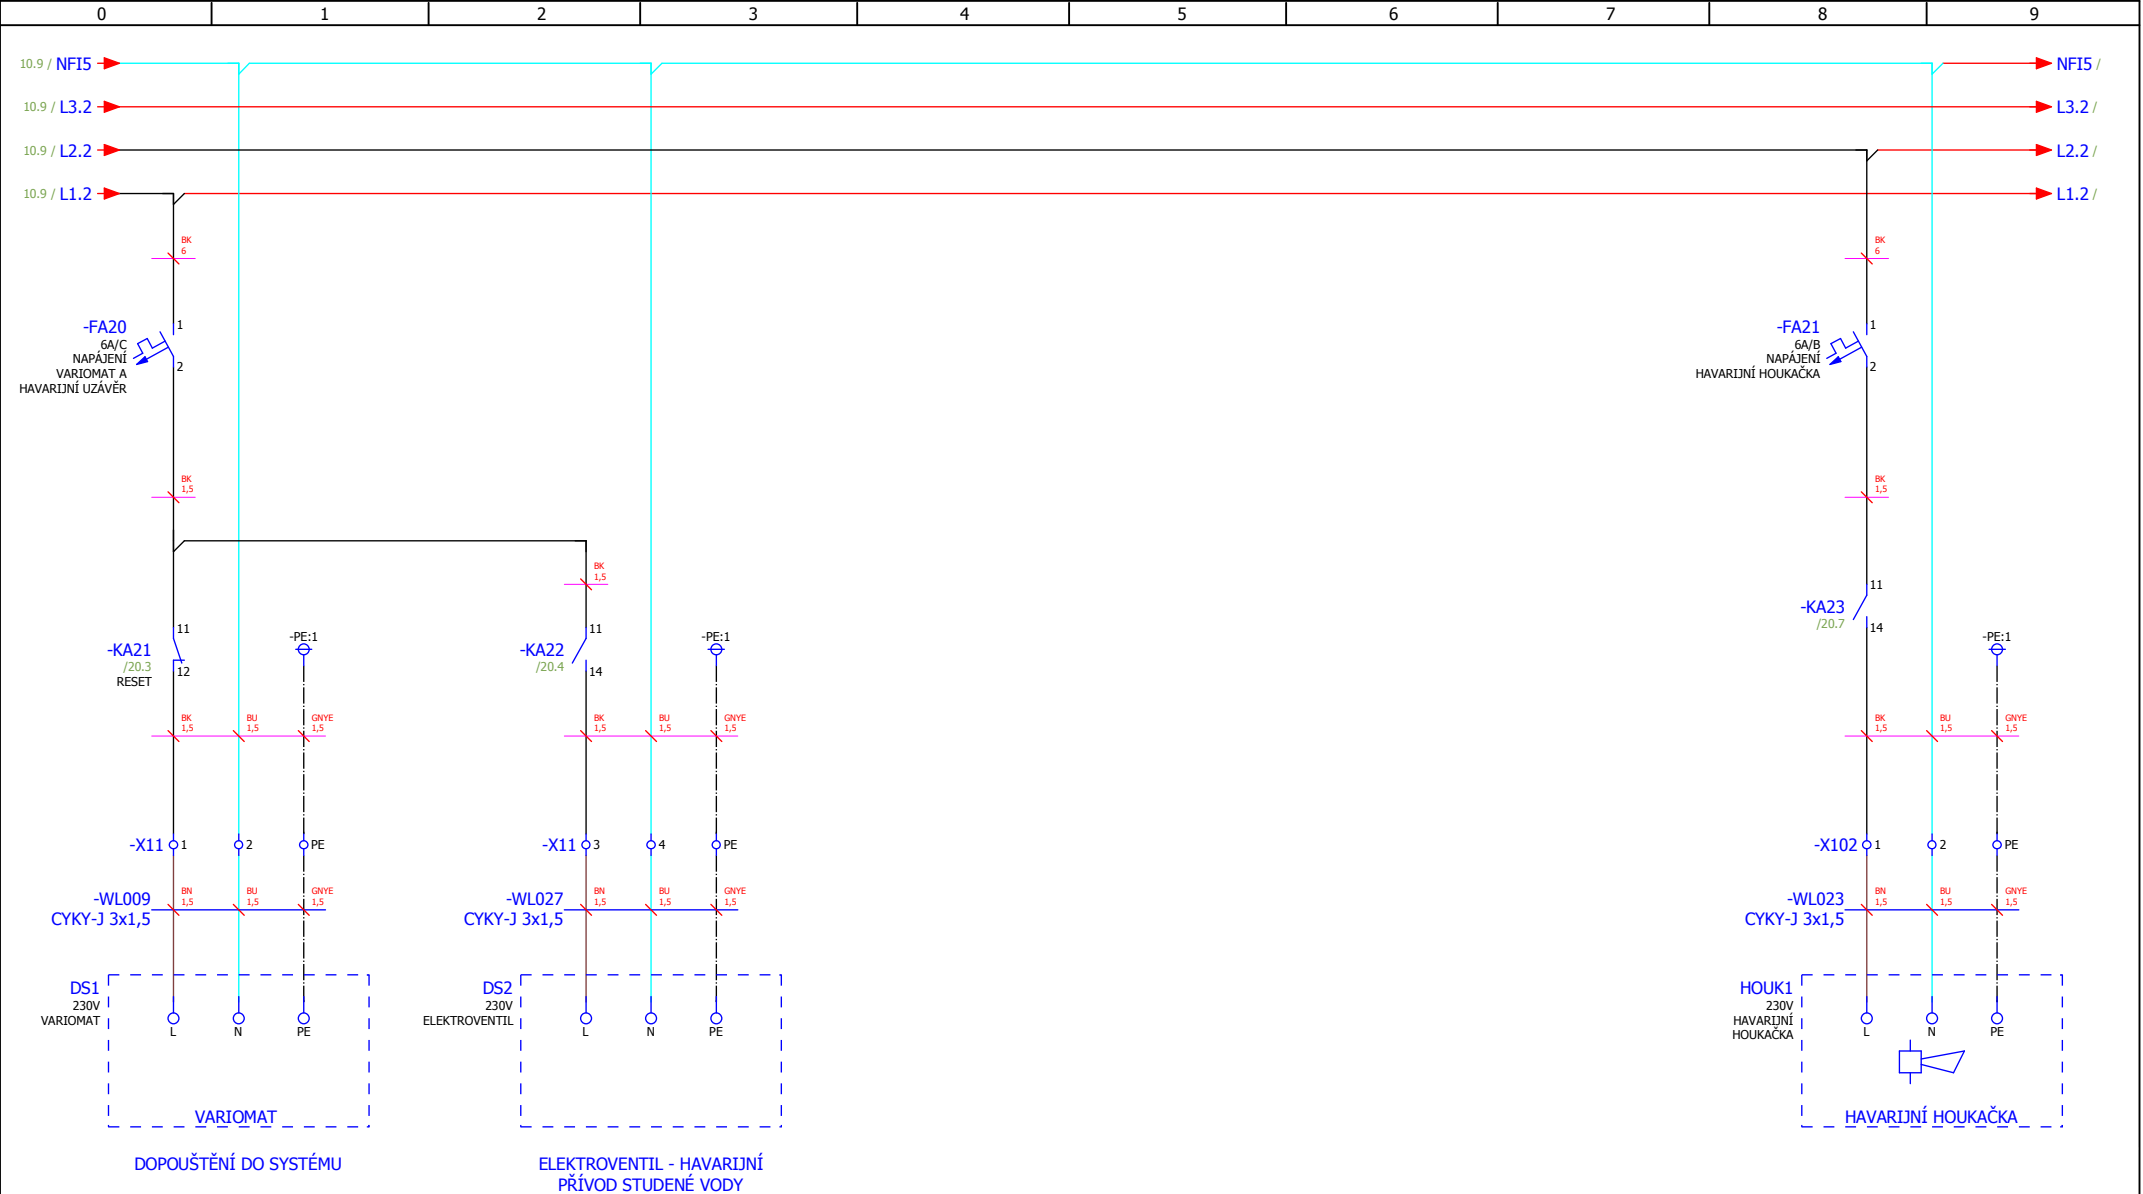 0 1 2 3 4 5 6 7 8 9
10.9 / NFI5 NFI5 /
10.9 / L3.2 L3.2 /
10.9 / L2.2 L2.2 /
10.9 / L1.2 L1.2 /
BK
6
BK
6
-FA20
6A/C
NAPÁJENÍ
VARIOMAT A
HAVARIJNÍ UZÁVĚR
1
2
-FA21
6A/B
NAPÁJENÍ
HAVARIJNÍ HOUKAČKA
1
2
BK
1,5
BK
1,5
BK
1,5
-KA21
/20.3
RESET
11
12
-PE:1
-KA22
/20.4
11
14
-PE:1
-KA23
/20.7
11
14
-PE:1
BK BU GNYE
1,5 1,5 1,5
BK BU GNYE
1,5 1,5 1,5
BK BU GNYE
1,5 1,5 1,5
-X11 1 2 PE
-X11 3 4 PE
-X102 1 2 PE
-WL009
CYKY-J 3x1,5
BN BU GNYE
1,5 1,5 1,5
-WL027
CYKY-J 3x1,5
BN BU GNYE
1,5 1,5 1,5
-WL023
CYKY-J 3x1,5
BN BU GNYE
1,5 1,5 1,5
DS1
230V
VARIOMAT
L N PE
VARIOMAT
DOPOUŠTĚNÍ DO SYSTÉMU
DS2
230V
ELEKTROVENTIL
L N PE
ELEKTROVENTIL - HAVARIJNÍ
PŘÍVOD STUDENÉ VODY
HOUK1
230V
HAVARIJNÍ
HOUKAČKA
L N PE
HAVARIJNÍ HOUKAČKA